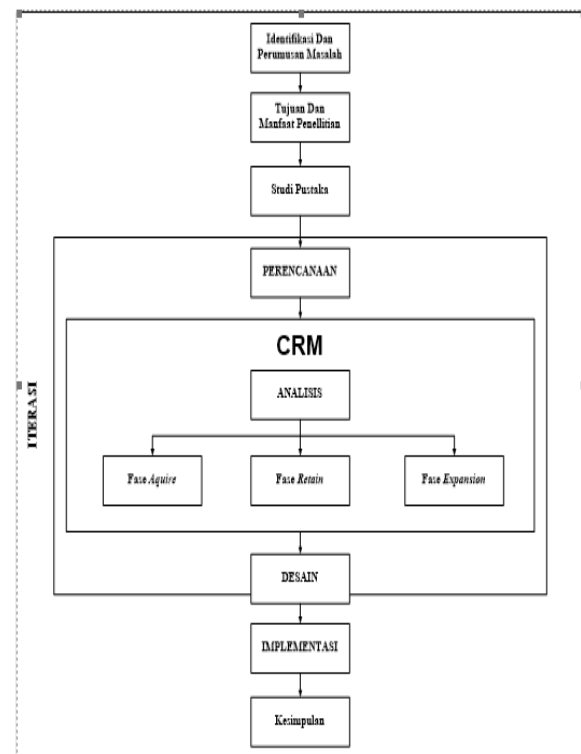 Identifikasi Dan
Perumusan Masalah
Tujuan Dan
Manfaat Penellitian
Studi Pustaka
PERENCANAAN
CRM
ANALISIS
Fase Aquire
Fase Retain
Fase Expansion
ITERASI
DESAIN
IMPLEMENTASI
Kesimpulan